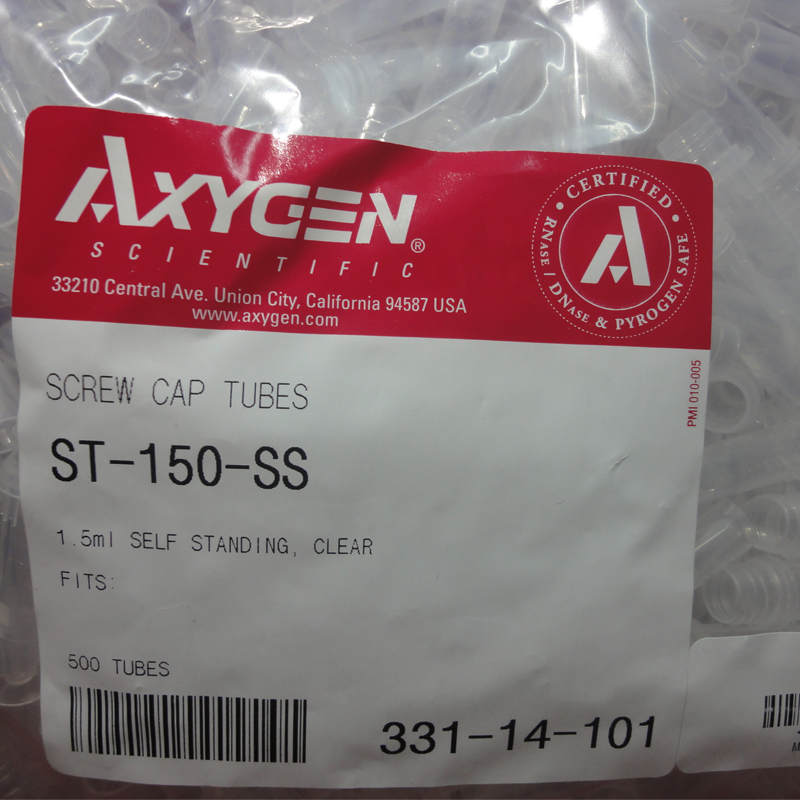 AXYGEN®
SCIENTIFIC
33210 Central Ave. Union City, California 94587 USA
www.axygen.com
• CERTIFIED •
RNASE / DNASE & PYROGEN SAFE
A
PMI 010-005
SCREW CAP TUBES
ST-150-SS
1.5ml SELF STANDING, CLEAR
FITS:
500 TUBES
331-14-101
M